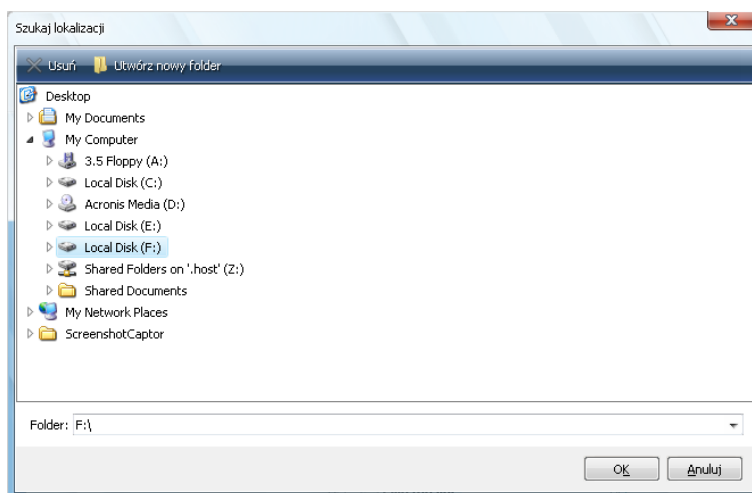 Szukaj lokalizacji
Usuń Utwórz nowy folder
Desktop
My Documents
My Computer
3.5 Floppy (A:)
Local Disk (C:)
Acronis Media (D:)
Local Disk (E:)
Local Disk (F:)
Shared Folders on '.host' (Z:)
Shared Documents
My Network Places
ScreenshotCaptor
Folder: F:\
OK Anuluj